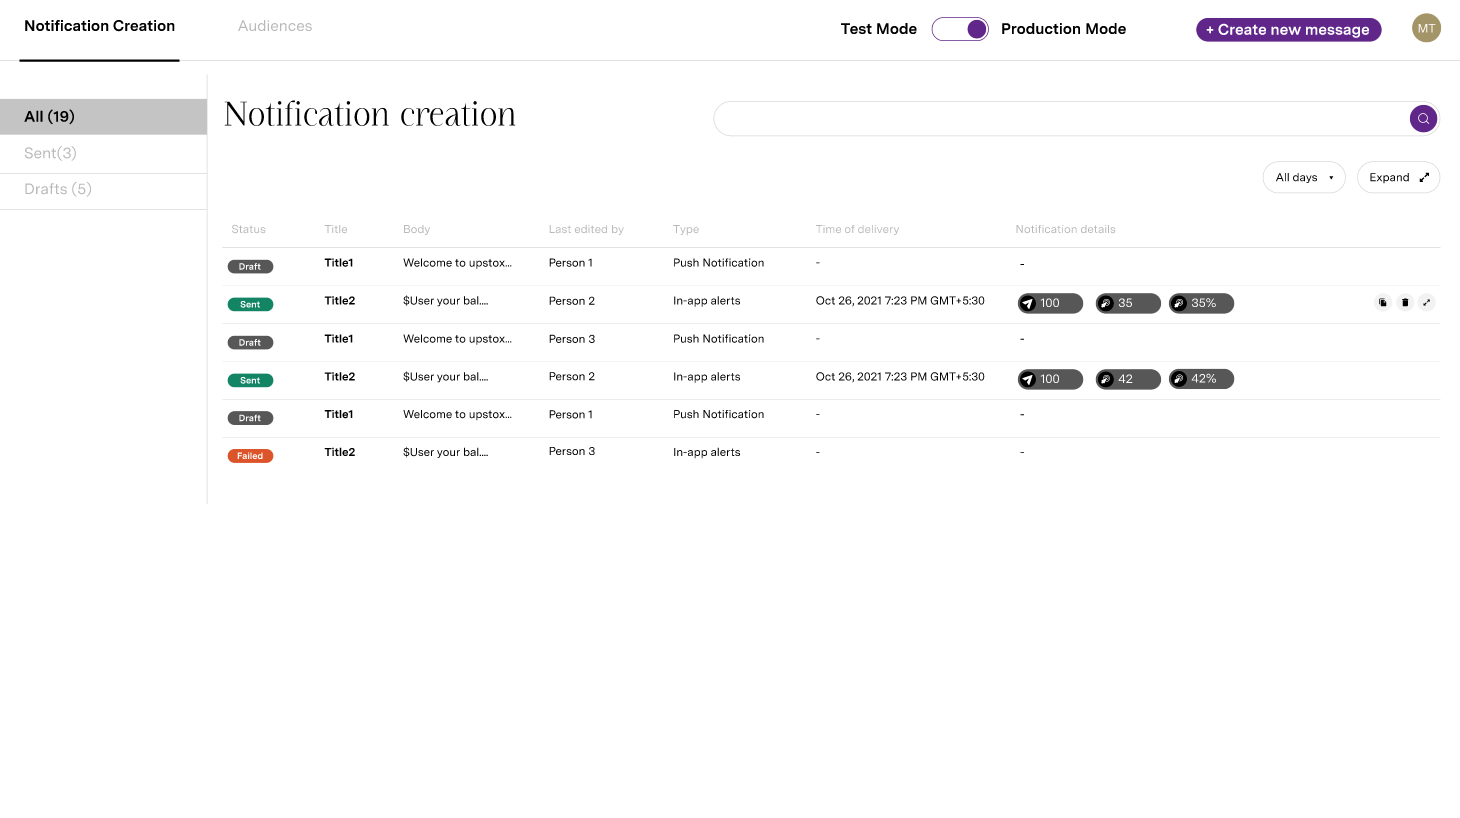 Notification Creation
Audiences
Test Mode
Production Mode
+ Create new message
MT
All (19)
Sent(3)
Drafts (5)
Notification creation
All days
Expand
Status Title Body Last edited by Type Time of delivery Notification details
Draft Title1 Welcome to upstox... Person 1 Push Notification - -
Sent Title2 $User your bal.... Person 2 In-app alerts Oct 26, 2021 7:23 PM GMT+5:30 100 35 35%
Draft Title1 Welcome to upstox... Person 3 Push Notification - -
Sent Title2 $User your bal.... Person 2 In-app alerts Oct 26, 2021 7:23 PM GMT+5:30 100 42 42%
Draft Title1 Welcome to upstox... Person 1 Push Notification - -
Failed Title2 $User your bal.... Person 3 In-app alerts - -